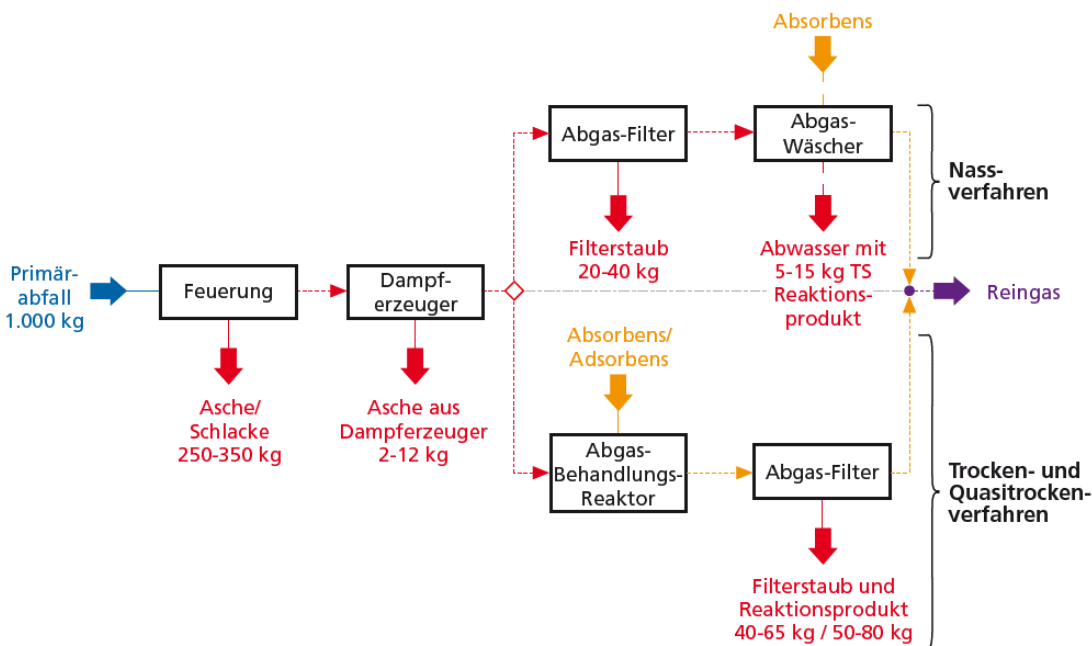 Absorbens
Abgas-Filter
Abgas-
Wäscher
Nass-
verfahren
Filterstaub
20-40 kg
Abwasser mit
5-15 kg TS
Reaktions-
produkt
Primär-
abfall
1.000 kg
Feuerung
Dampf-
erzeuger
Reingas
Asche/
Schlacke
250-350 kg
Asche aus
Dampferzeuger
2-12 kg
Absorbens/
Adsorbens
Abgas-
Behandlungs-
Reaktor
Abgas-Filter
Trocken- und
Quasitrocken-
verfahren
Filterstaub und
Reaktionsprodukt
40-65 kg / 50-80 kg